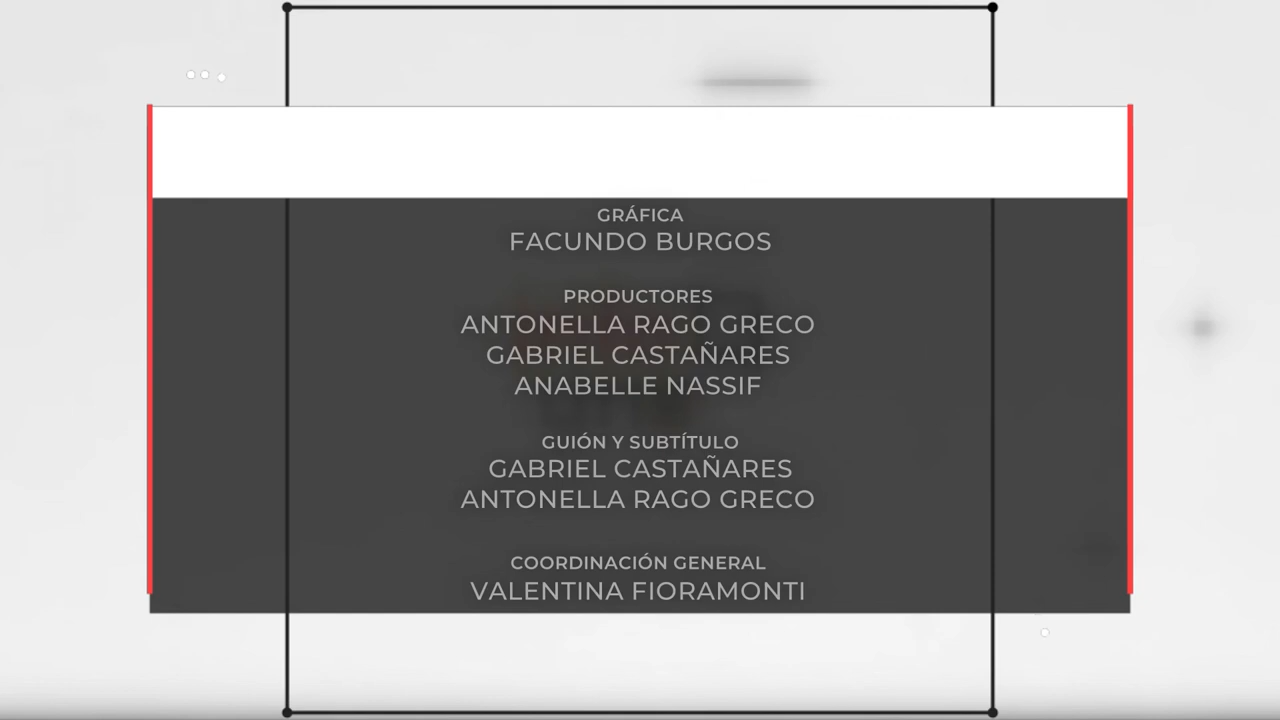 GRÁFICA
FACUNDO BURGOS
PRODUCTORES
ANTONELLA RAGO GRECO
GABRIEL CASTAÑARES
ANABELLE NASSIF
GUIÓN Y SUBTÍTULO
GABRIEL CASTAÑARES
ANTONELLA RAGO GRECO
COORDINACIÓN GENERAL
VALENTINA FIORAMONTI